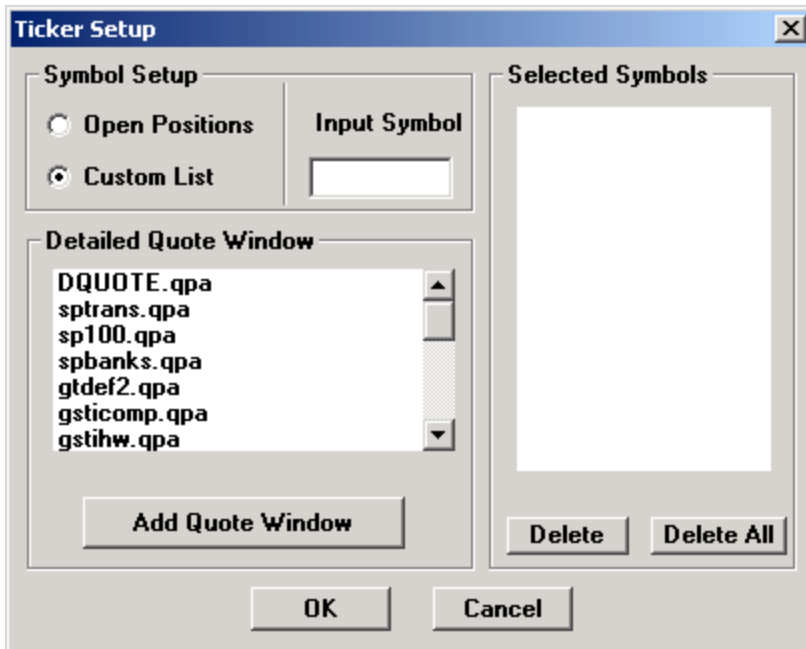 Ticker Setup
Symbol Setup
Open Positions
Custom List
Input Symbol
Detailed Quote Window
DQUOTE.qpa
sptrans.qpa
sp100.qpa
spbanks.qpa
gtdef2.qpa
gsticomp.qpa
gstihw.qpa
Add Quote Window
Selected Symbols
Delete
Delete All
OK
Cancel